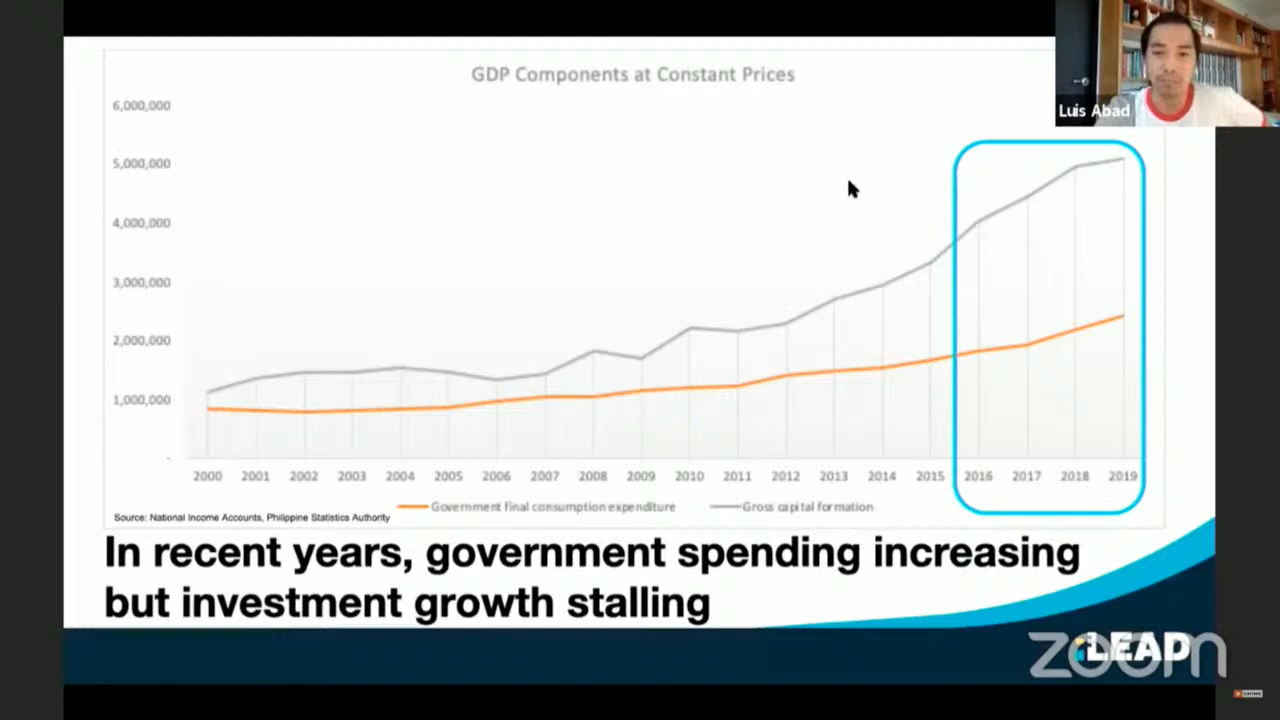 GDP Components at Constant Prices
Luis Abad
6,000,000
5,000,000
4,000,000
3,000,000
2,000,000
1,000,000
-
2000 2001 2002 2003 2004 2005 2006 2007 2008 2009 2010 2011 2012 2013 2014 2015 2016 2017 2018 2019
Government final consumption expenditure Gross capital formation
Source: National Income Accounts, Philippine Statistics Authority
In recent years, government spending increasing
but investment growth stalling
zoom
LEAD